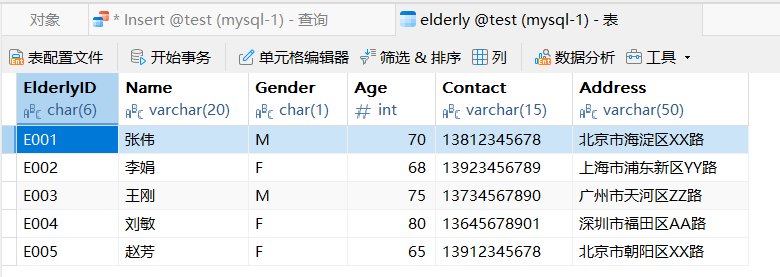 对象 * Insert @test (mysql-1) - 查询 elderly @test (mysql-1) - 表
表配置文件 开始事务 单元格编辑器 筛选 & 排序 列 数据分析 工具
ElderlyID Name Gender Age Contact Address
char(6) varchar(20) char(1) int varchar(15) varchar(50)
E001 张伟 M 70 13812345678 北京市海淀区XX路
E002 李娟 F 68 13923456789 上海市浦东新区YY路
E003 王刚 M 75 13734567890 广州市天河区ZZ路
E004 刘敏 F 80 13645678901 深圳市福田区AA路
E005 赵芳 F 65 13912345678 北京市朝阳区XX路